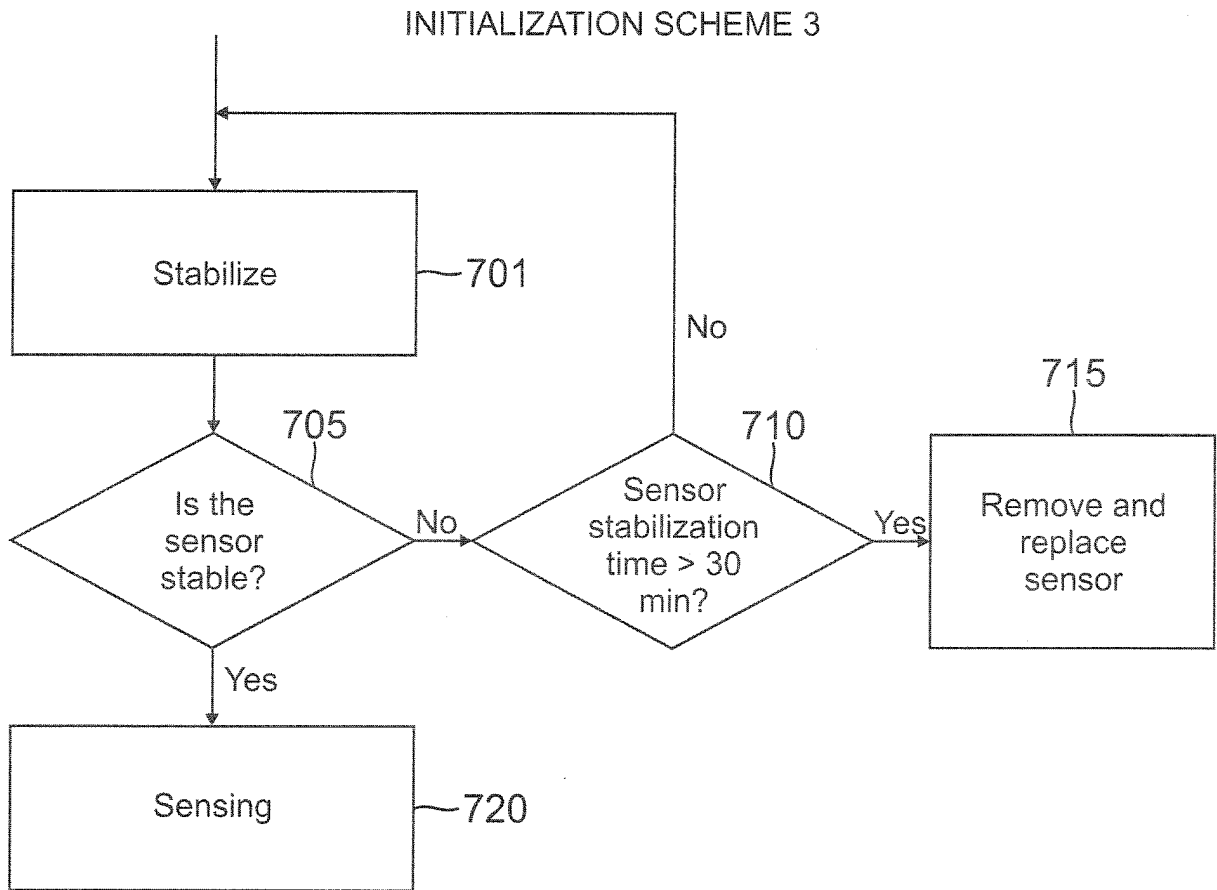 INITIALIZATION SCHEME 3
Stabilize
701
No
715
705
710
Is the
sensor
stable?
No
Sensor
stabilization
time > 30
min?
Yes
Remove and
replace
sensor
Yes
Sensing
720